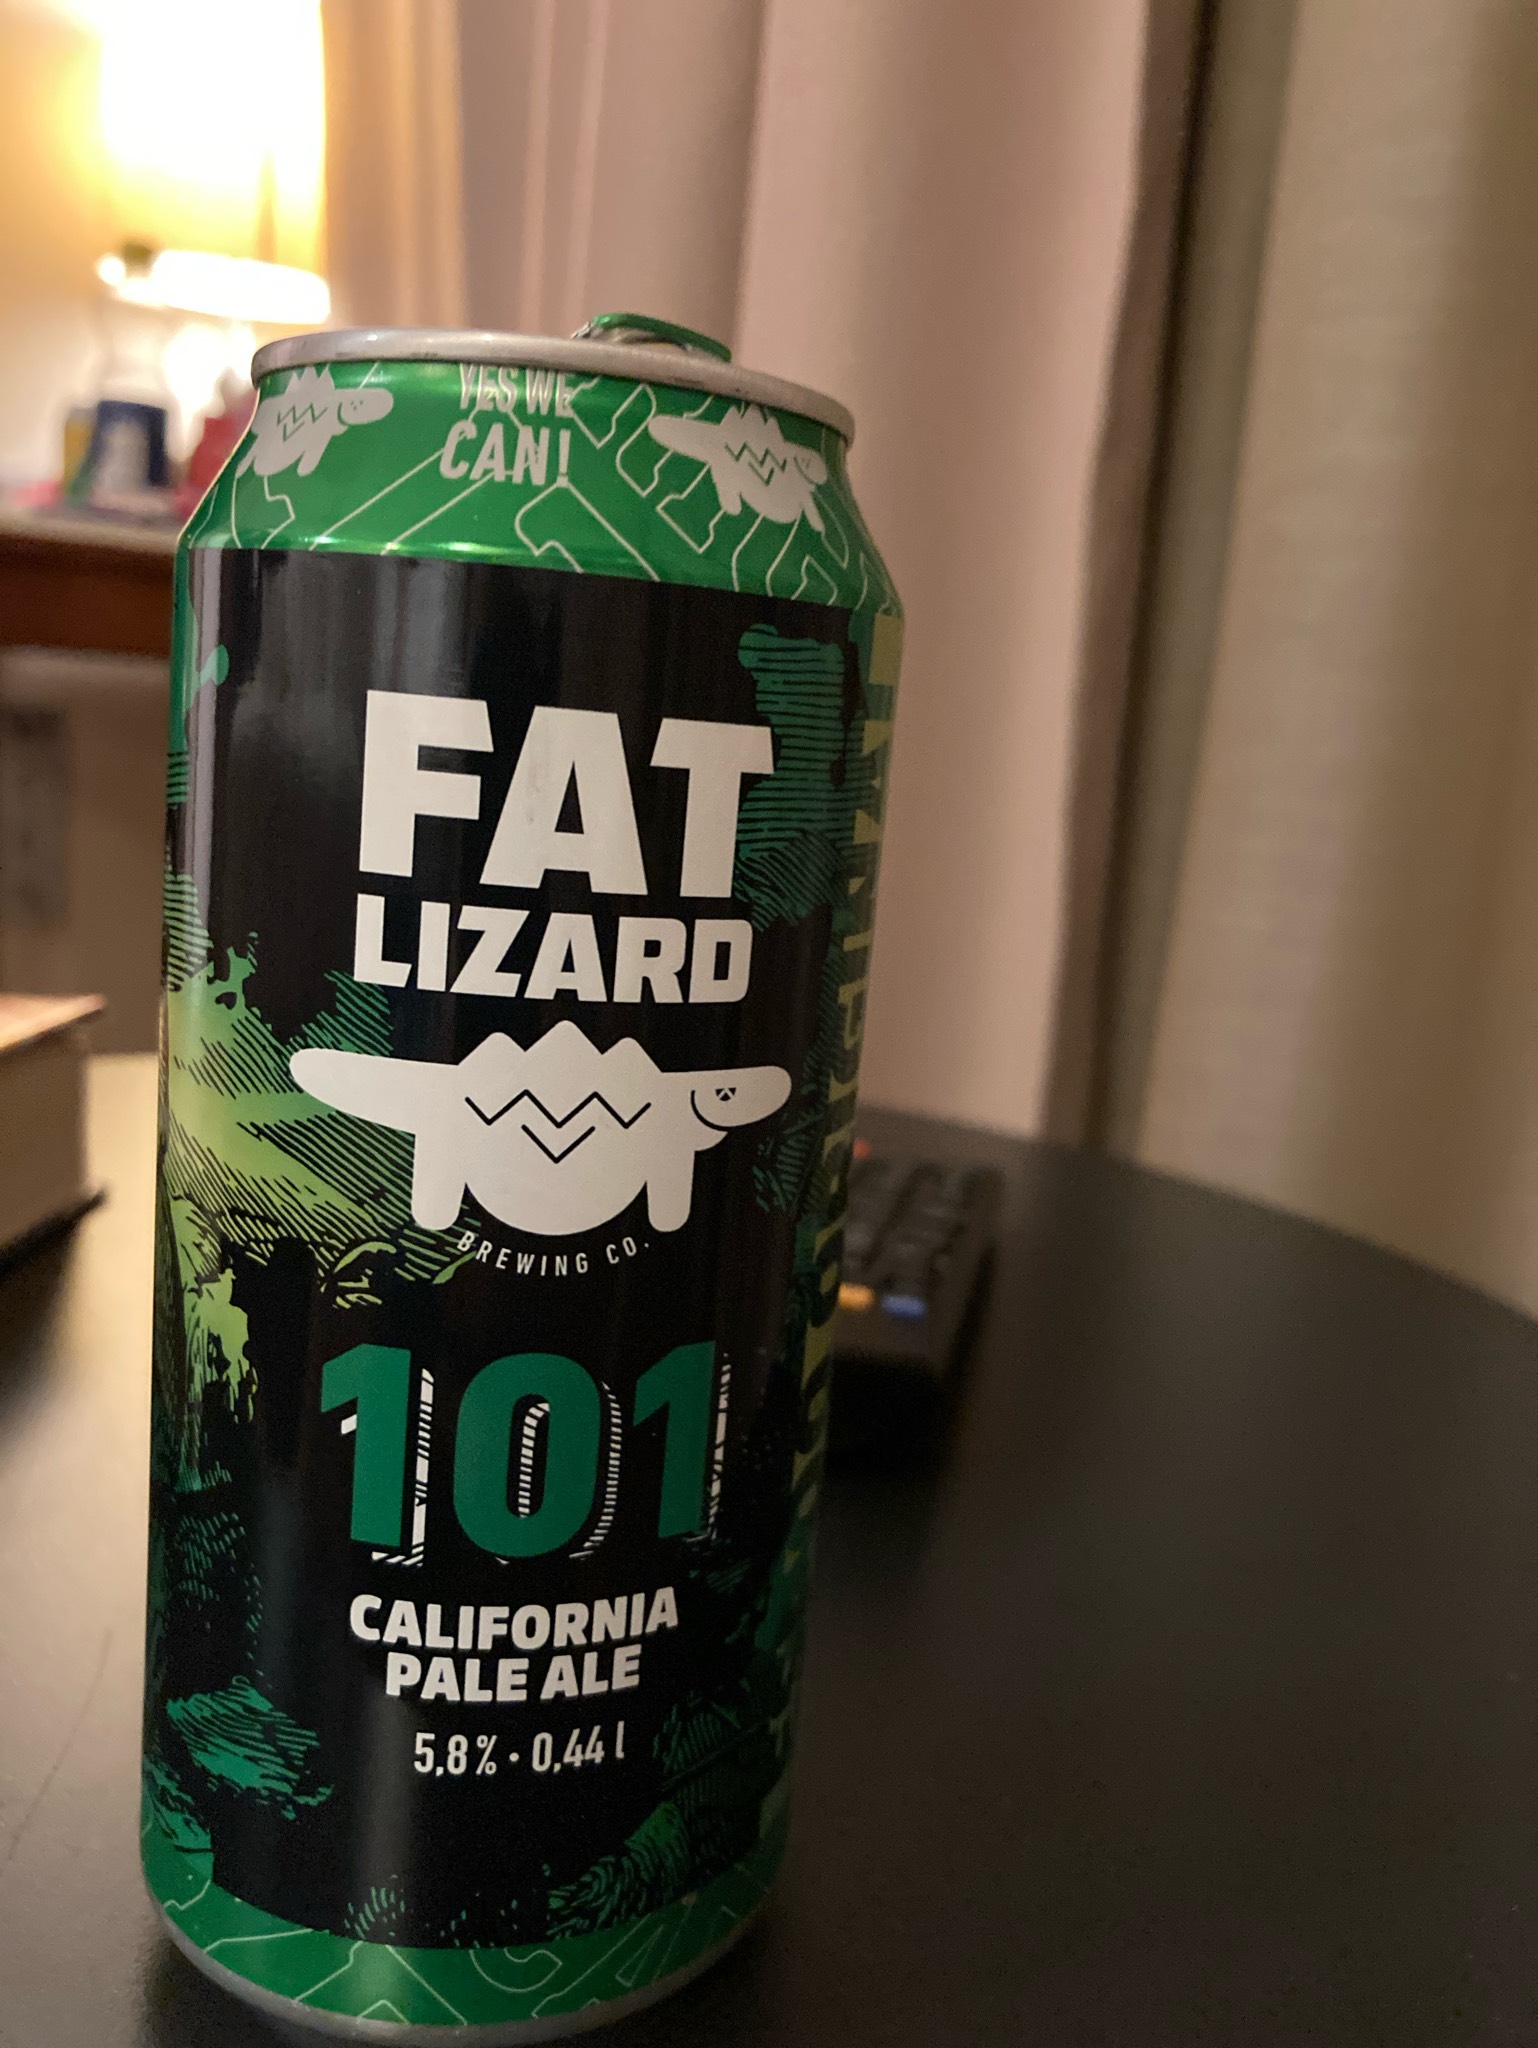 YES WE
CAN!
FAT
LIZARD
BREWING CO.
101
CALIFORNIA
PALE ALE
5,8% • 0,44 l